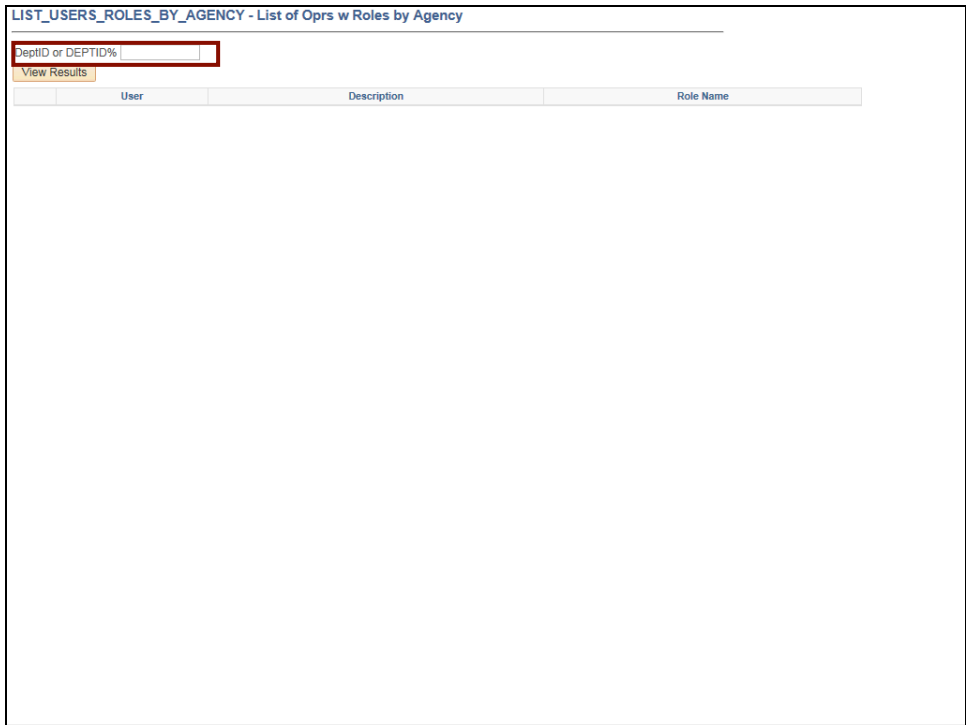 LIST_USERS_ROLES_BY_AGENCY - List of Oprs w Roles by Agency
DeptID or DEPTID%
View Results
User Description Role Name